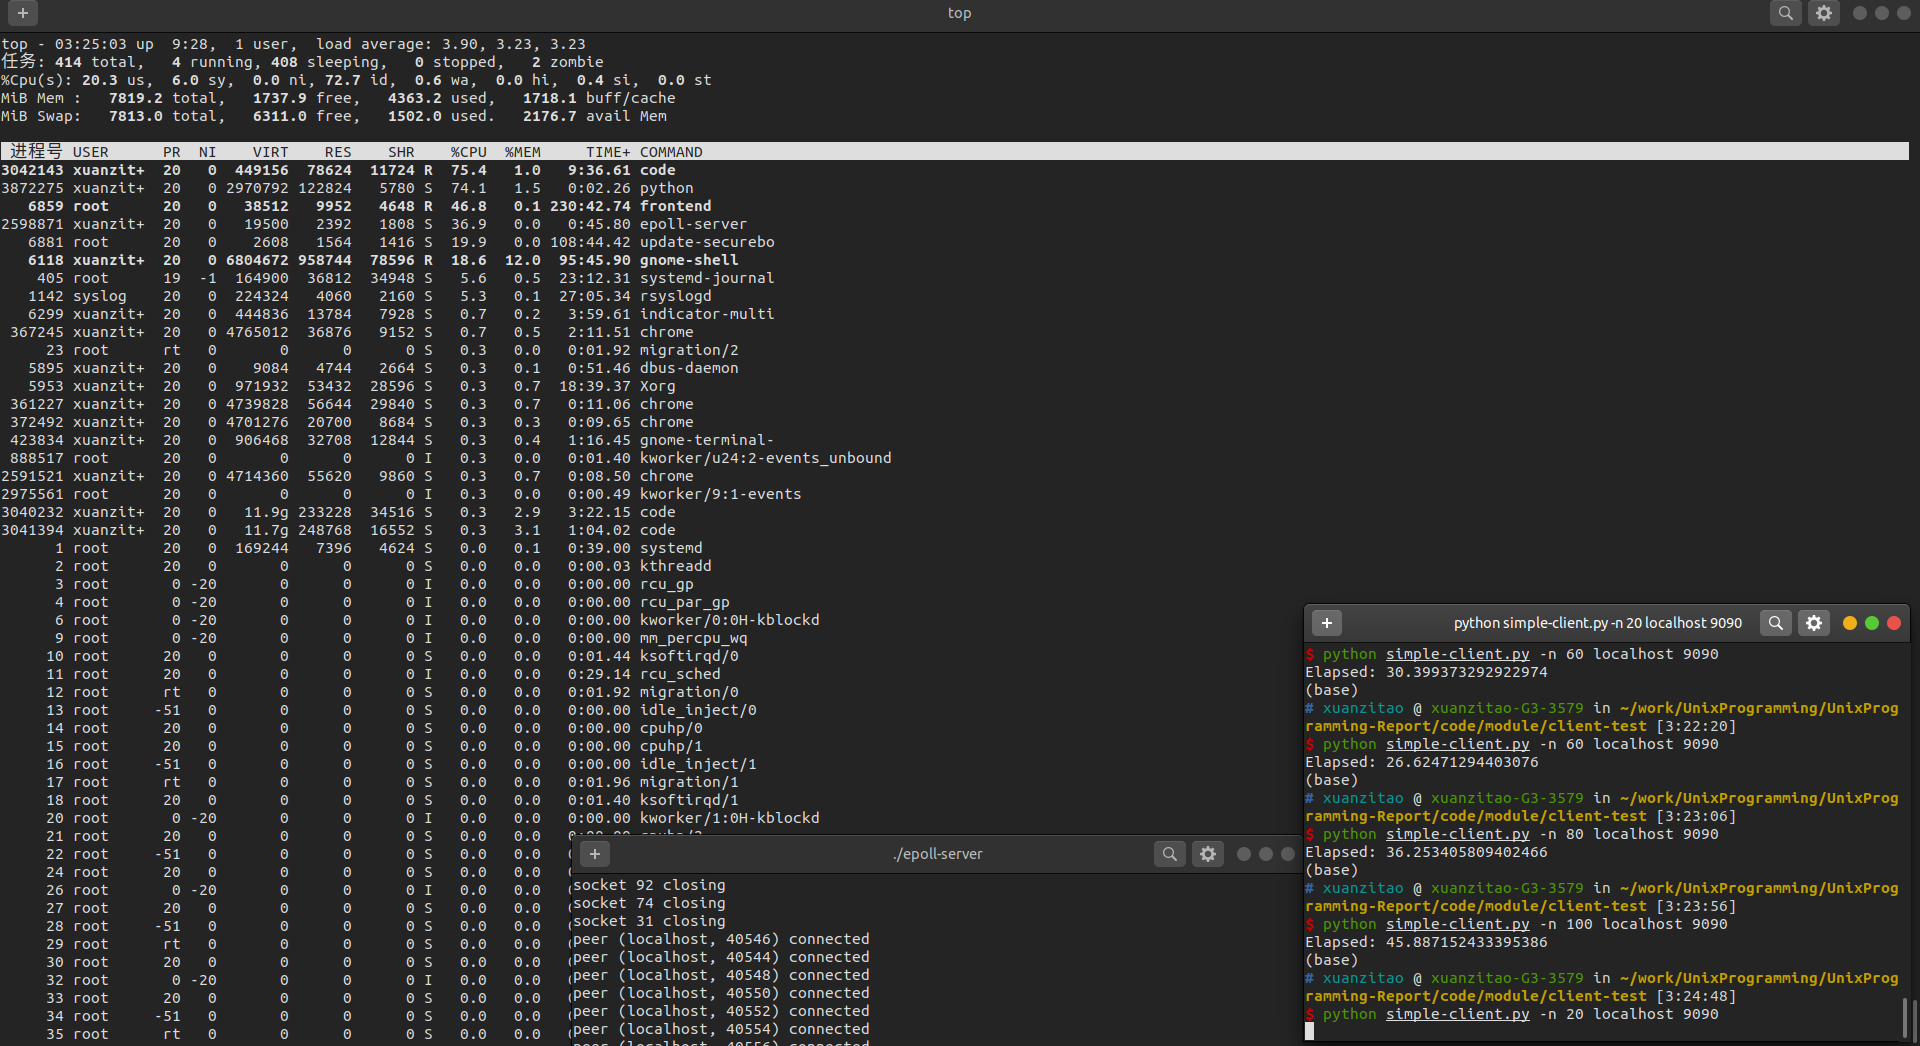 top
top - 03:25:03 up  9:28,  1 user,  load average: 3.90, 3.23, 3.23
任务: 414 total,   4 running, 408 sleeping,   0 stopped,   2 zombie
%Cpu(s): 20.3 us,  6.0 sy,  0.0 ni, 72.7 id,  0.6 wa,  0.0 hi,  0.4 si,  0.0 st
MiB Mem :   7819.2 total,   1737.9 free,   4363.2 used,   1718.1 buff/cache
MiB Swap:   7813.0 total,   6311.0 free,   1502.0 used.   2176.7 avail Mem
进程号 USER      PR  NI    VIRT    RES    SHR    %CPU  %MEM     TIME+ COMMAND
3042143 xuanzit+  20   0  449156  78624  11724 R  75.4   1.0   9:36.61 code
3872275 xuanzit+  20   0 2970792 122824   5780 S  74.1   1.5   0:02.26 python
6859 root      20   0   38512   9952   4648 R  46.8   0.1 230:42.74 frontend
2598871 xuanzit+  20   0   19500   2392   1808 S  36.9   0.0   0:45.80 epoll-server
6881 root      20   0    2608   1564   1416 S  19.9   0.0 108:44.42 update-securebo
6118 xuanzit+  20   0 6804672 958744  78596 R  18.6  12.0  95:45.90 gnome-shell
405 root      19  -1  164900  36812  34948 S   5.6   0.5  23:12.31 systemd-journal
1142 syslog    20   0  224324   4060   2160 S   5.3   0.1  27:05.34 rsyslogd
6299 xuanzit+  20   0  444836  13784   7928 S   0.7   0.2   3:59.61 indicator-multi
367245 xuanzit+  20   0 4765012  36876   9152 S   0.7   0.5   2:11.51 chrome
23 root      rt   0       0      0      0 S   0.3   0.0   0:01.92 migration/2
5895 xuanzit+  20   0    9084   4744   2664 S   0.3   0.1   0:51.46 dbus-daemon
5953 xuanzit+  20   0  971932  53432  28596 S   0.3   0.7  18:39.37 Xorg
361227 xuanzit+  20   0 4739828  56644  29840 S   0.3   0.7   0:11.06 chrome
372492 xuanzit+  20   0 4701276  20700   8684 S   0.3   0.3   0:09.65 chrome
423834 xuanzit+  20   0  906468  32708  12844 S   0.3   0.4   1:16.45 gnome-terminal-
888517 root      20   0       0      0      0 I   0.3   0.0   0:01.40 kworker/u24:2-events_unbound
2591521 xuanzit+  20   0 4714360  55620   9860 S   0.3   0.7   0:08.50 chrome
2975561 root      20   0       0      0      0 I   0.3   0.0   0:00.49 kworker/9:1-events
3040232 xuanzit+  20   0   11.9g 233228  34516 S   0.3   2.9   3:22.15 code
3041394 xuanzit+  20   0   11.7g 248768  16552 S   0.3   3.1   1:04.02 code
1 root      20   0  169244   7396   4624 S   0.0   0.1   0:39.00 systemd
2 root      20   0       0      0      0 S   0.0   0.0   0:00.03 kthreadd
3 root       0 -20       0      0      0 I   0.0   0.0   0:00.00 rcu_gp
4 root       0 -20       0      0      0 I   0.0   0.0   0:00.00 rcu_par_gp
6 root       0 -20       0      0      0 I   0.0   0.0   0:00.00 kworker/0:0H-kblockd
9 root       0 -20       0      0      0 I   0.0   0.0   0:00.00 mm_percpu_wq
10 root      20   0       0      0      0 S   0.0   0.0   0:01.44 ksoftirqd/0
11 root      20   0       0      0      0 I   0.0   0.0   0:29.14 rcu_sched
12 root      rt   0       0      0      0 S   0.0   0.0   0:01.92 migration/0
13 root     -51   0       0      0      0 S   0.0   0.0   0:00.00 idle_inject/0
14 root      20   0       0      0      0 S   0.0   0.0   0:00.00 cpuhp/0
15 root      20   0       0      0      0 S   0.0   0.0   0:00.00 cpuhp/1
16 root     -51   0       0      0      0 S   0.0   0.0   0:00.00 idle_inject/1
17 root      rt   0       0      0      0 S   0.0   0.0   0:01.96 migration/1
18 root      20   0       0      0      0 S   0.0   0.0   0:01.40 ksoftirqd/1
20 root       0 -20       0      0      0 I   0.0   0.0   0:00.00 kworker/1:0H-kblockd
21 root      20   0       0      0      0 S   0.0   0.0
22 root     -51   0       0      0      0 S   0.0   0.0
24 root      20   0       0      0      0 S   0.0   0.0
26 root       0 -20       0      0      0 I   0.0   0.0
27 root      20   0       0      0      0 S   0.0   0.0
28 root     -51   0       0      0      0 S   0.0   0.0
29 root      rt   0       0      0      0 S   0.0   0.0
30 root      20   0       0      0      0 S   0.0   0.0
32 root       0 -20       0      0      0 I   0.0   0.0
33 root      20   0       0      0      0 S   0.0   0.0
34 root     -51   0       0      0      0 S   0.0   0.0
35 root      rt   0       0      0      0 S   0.0   0.0
./epoll-server
socket 92 closing
socket 74 closing
socket 31 closing
peer (localhost, 40546) connected
peer (localhost, 40544) connected
peer (localhost, 40548) connected
peer (localhost, 40550) connected
peer (localhost, 40552) connected
peer (localhost, 40554) connected
python simple-client.py -n 20 localhost 9090
$ python simple-client.py -n 60 localhost 9090
Elapsed: 30.399373292922974
(base)
# xuanzitao @ xuanzitao-G3-3579 in ~/work/UnixProgramming/UnixProg
ramming-Report/code/module/client-test [3:22:20]
$ python simple-client.py -n 60 localhost 9090
Elapsed: 26.62471294403076
(base)
# xuanzitao @ xuanzitao-G3-3579 in ~/work/UnixProgramming/UnixProg
ramming-Report/code/module/client-test [3:23:06]
$ python simple-client.py -n 80 localhost 9090
Elapsed: 36.253405809402466
(base)
# xuanzitao @ xuanzitao-G3-3579 in ~/work/UnixProgramming/UnixProg
ramming-Report/code/module/client-test [3:23:56]
$ python simple-client.py -n 100 localhost 9090
Elapsed: 45.887152433395386
(base)
# xuanzitao @ xuanzitao-G3-3579 in ~/work/UnixProgramming/UnixProg
ramming-Report/code/module/client-test [3:24:48]
$ python simple-client.py -n 20 localhost 9090